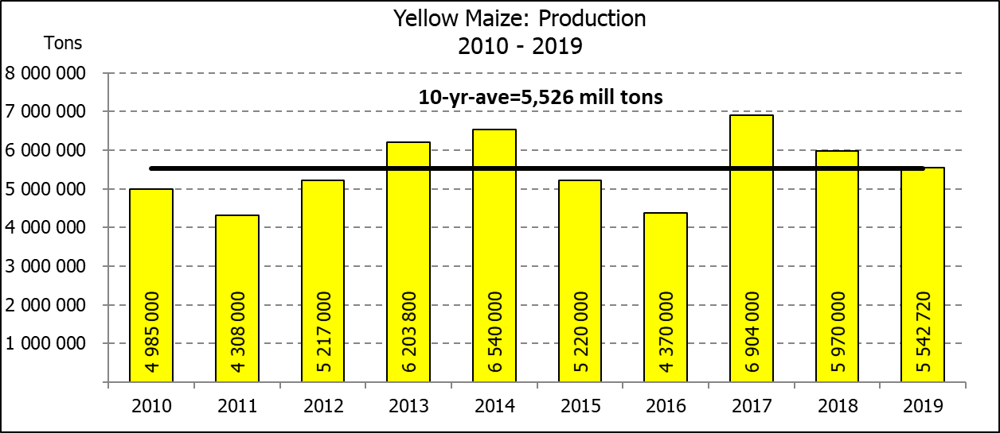 Yellow Maize: Production
2010 - 2019
Tons
8 000 000
10-yr-ave=5,526 mill tons
7 000 000
6 000 000
5 000 000
4 000 000
3 000 000
2 000 000
1 000 000
4 985 000
4 308 000
5 217 000
6 203 800
6 540 000
5 220 000
4 370 000
6 904 000
5 970 000
5 542 720
2010
2011
2012
2013
2014
2015
2016
2017
2018
2019